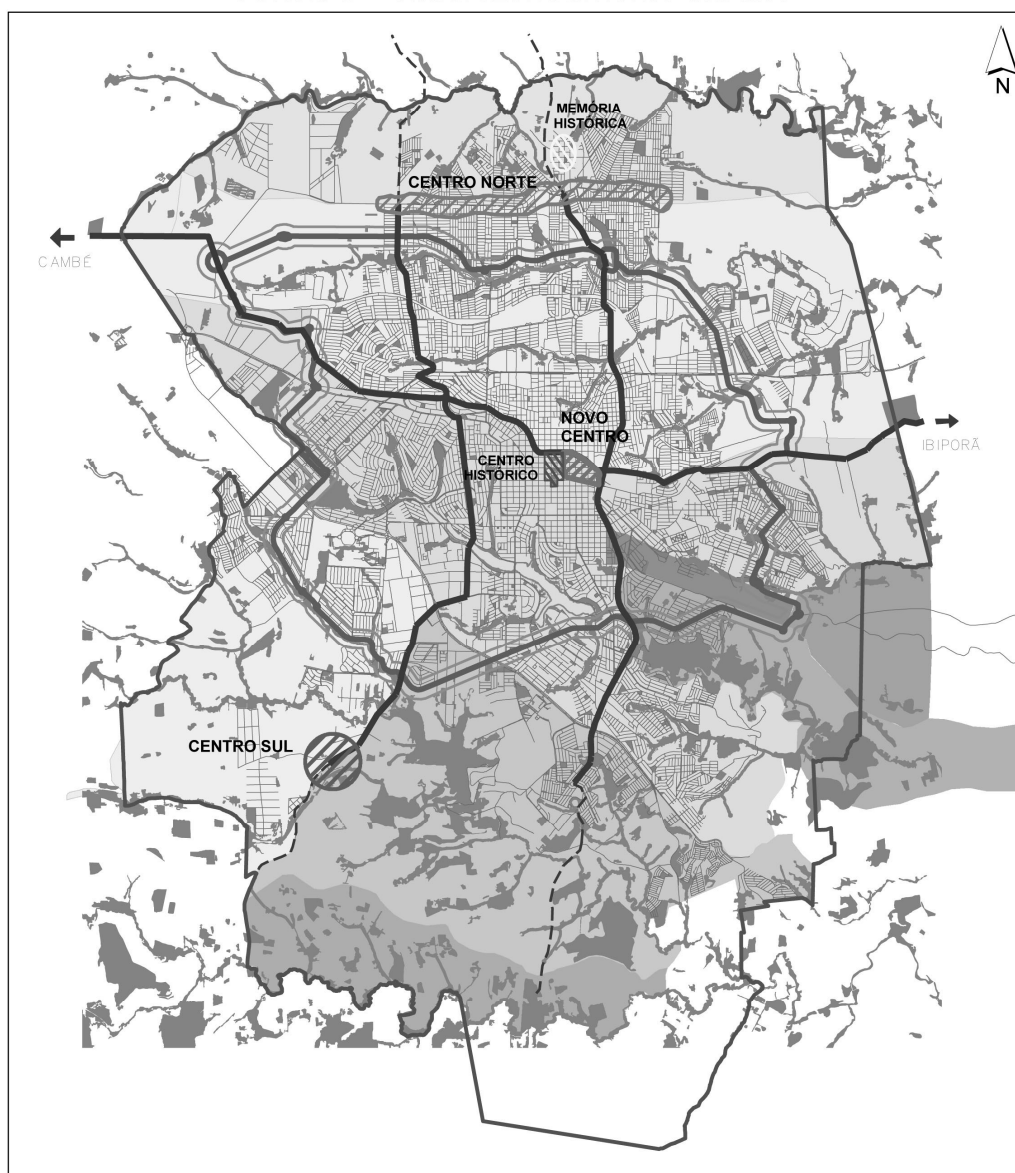 N
MEMÓRIA
HISTÓRICA
CENTRO NORTE
CAMBÉ
NOVO
CENTRO
IBIPORÃ
CENTRO
HISTÓRICO
CENTRO SUL